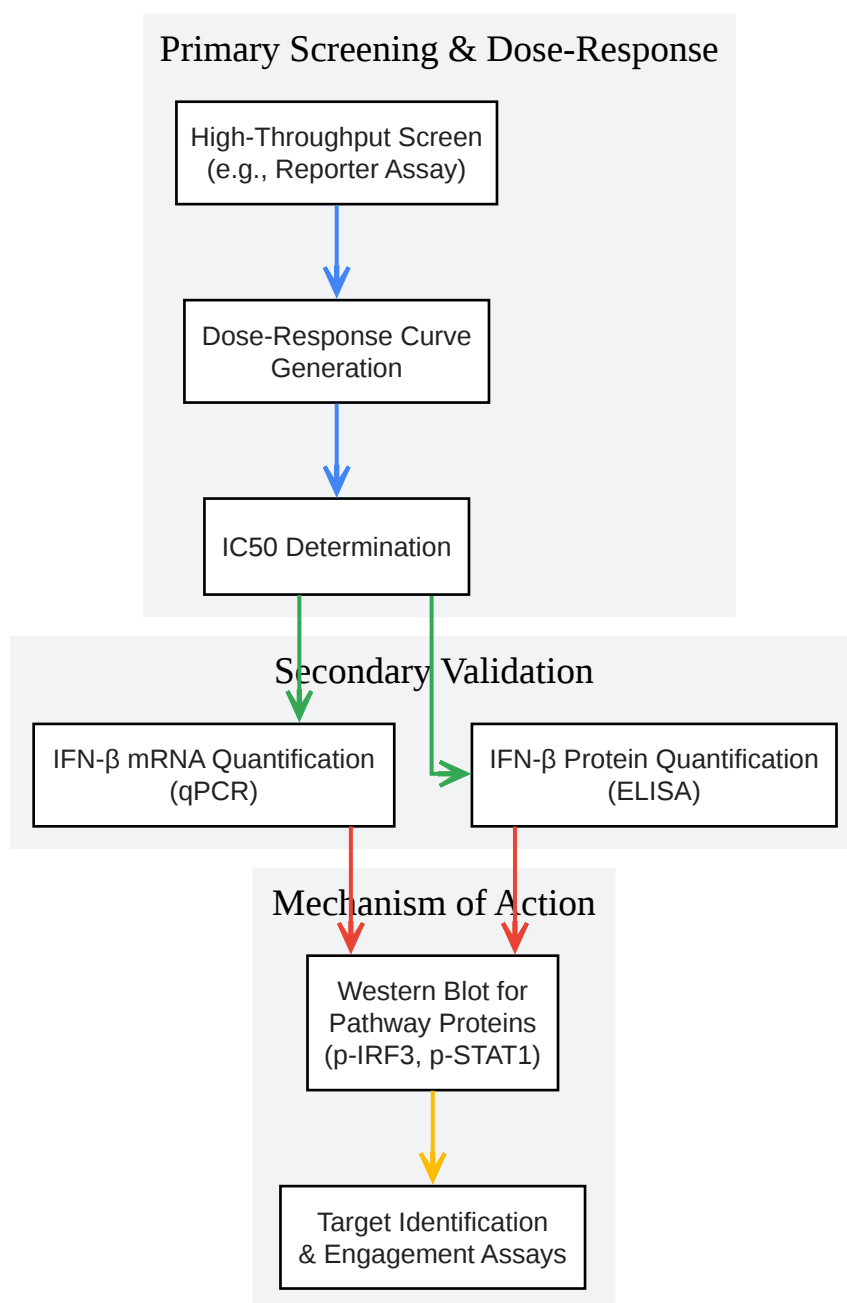 Primary Screening & Dose-Response
High-Throughput Screen
(e.g., Reporter Assay)
Dose-Response Curve
Generation
IC50 Determination
Secondary Validation
IFN-β mRNA Quantification
(qPCR)
IFN-β Protein Quantification
(ELISA)
Mechanism of Action
Western Blot for
Pathway Proteins
(p-IRF3, p-STAT1)
Target Identification
& Engagement Assays